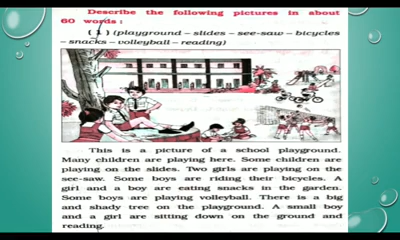 Describe the following pictures in about
60 words :
(1) (playground – slides – see-saw – bicycles
– snacks – volleyball – reading)
This is a picture of a school playground.
Many children are playing here. Some children are
playing on the slides. Two girls are playing on the
see-saw. Some boys are riding their bicycles. A
girl and a boy are eating snacks in the garden.
Some boys are playing volleyball. There is a big
and shady tree on the playground. A small boy
and a girl are sitting down on the ground and
reading.